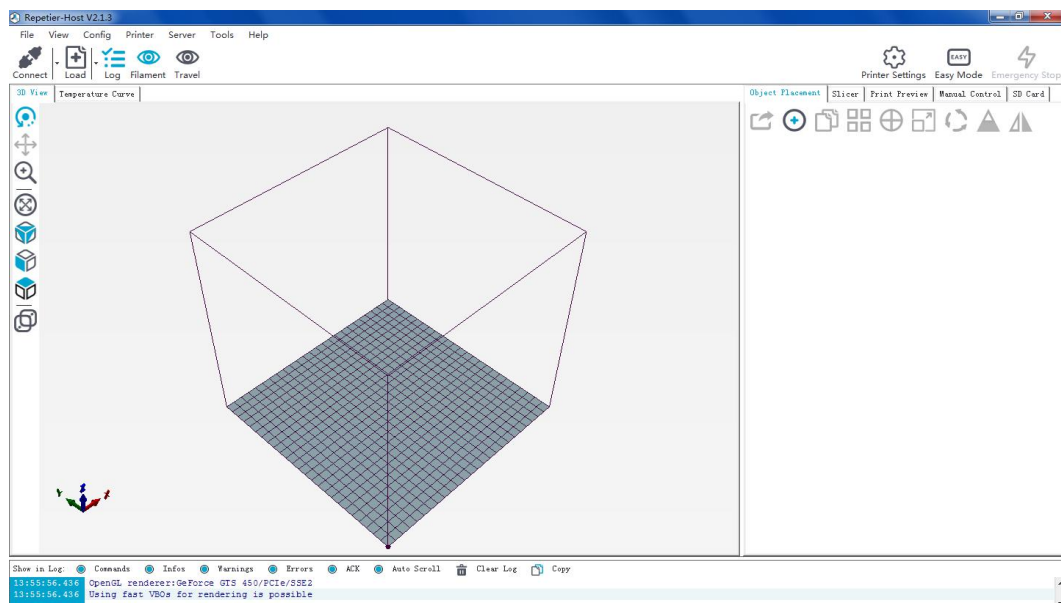 Repetier-Host V2.1.3
File View Config Printer Server Tools Help
Connect Load Log Filament Travel Printer Settings EASY Easy Mode Emergency Stop
3D View Temperature Curve Object Placement Slicer Print Preview Manual Control SD Card
Show in Log: Commands Infos Warnings Errors ACK Auto Scroll Clear Log Copy
13:55:56.436 OpenGL renderer:GeForce GTS 450/PCIe/SSE2
13:55:56.436 Using fast VBOs for rendering is possible